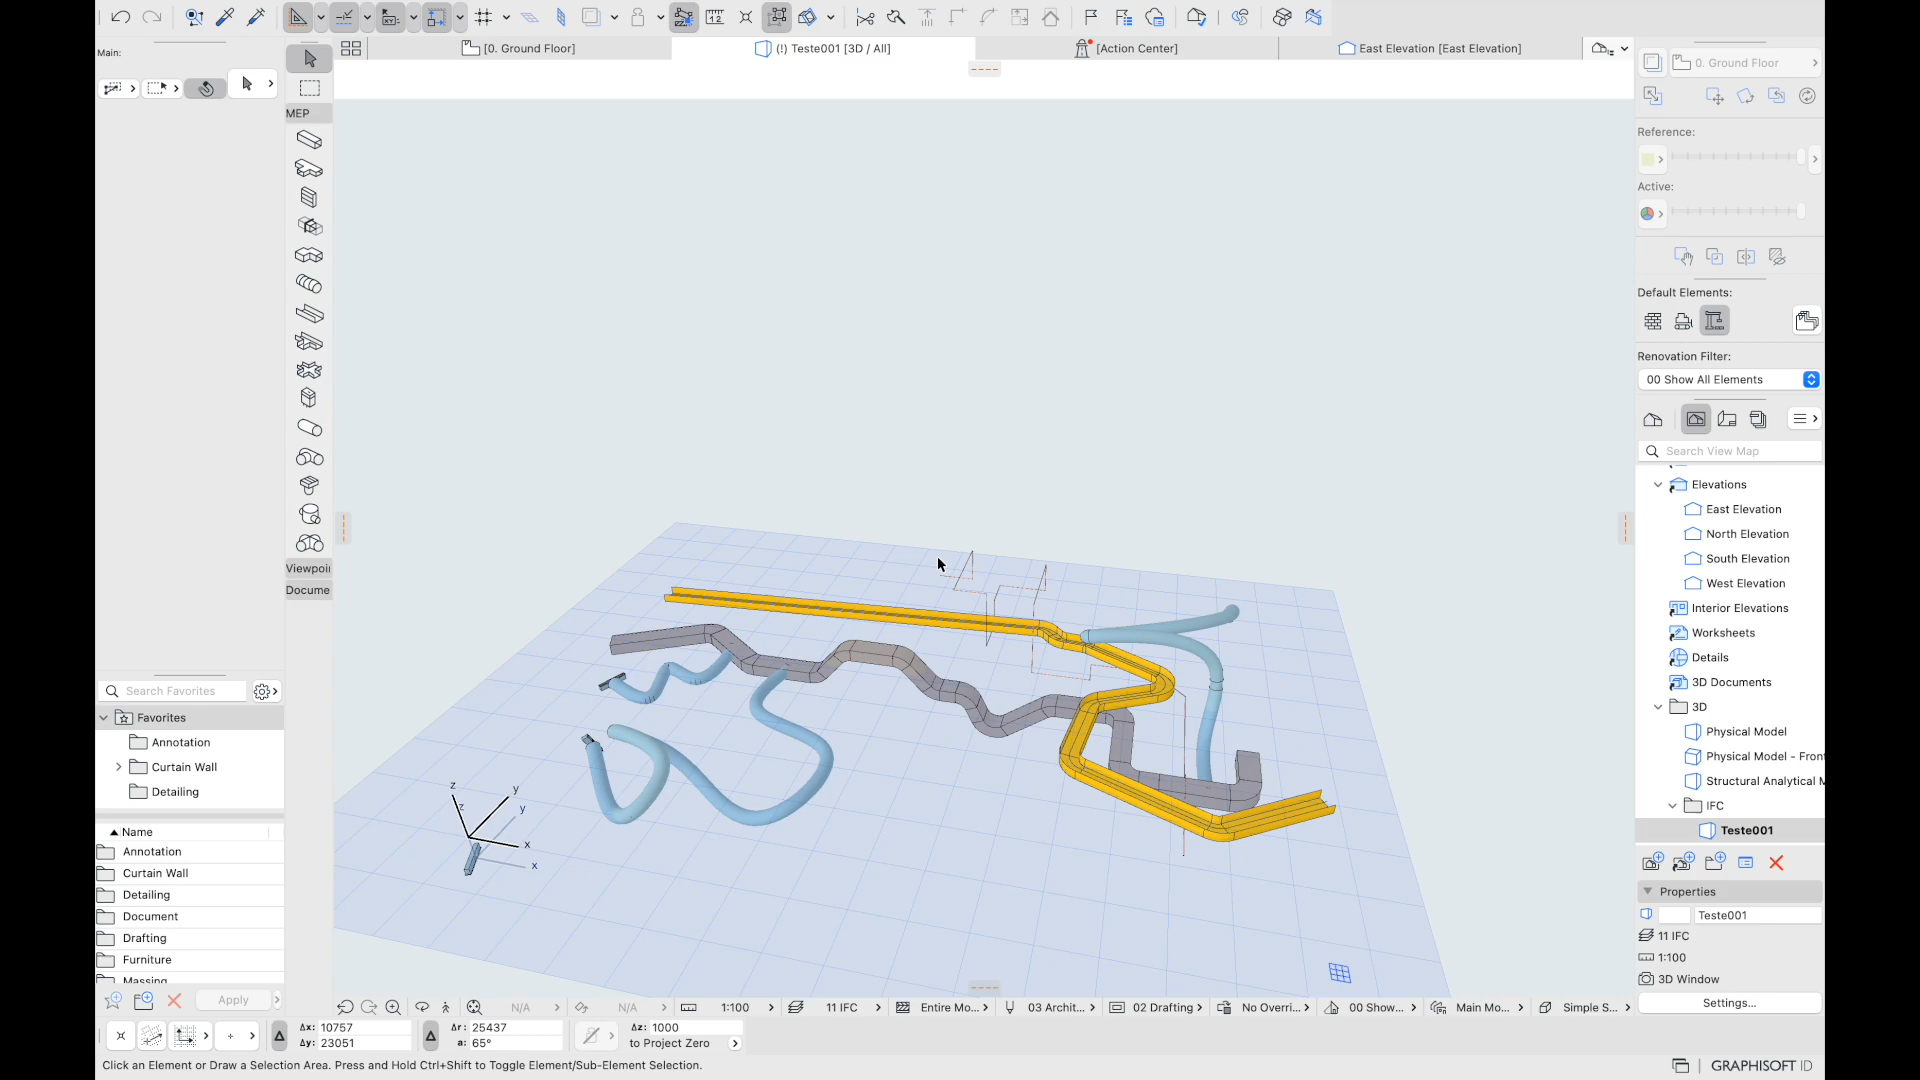 [0. Ground Floor]
(!) Teste001 [3D / All]
[Action Center]
East Elevation [East Elevation]
Main:
MEP
Viewpoi
Docume
Search Favorites
Favorites
Annotation
Curtain Wall
Detailing
Name
Annotation
Curtain Wall
Detailing
Document
Drafting
Furniture
Massing
Apply
z
z
y
y
x
x
0. Ground Floor
Reference:
Active:
Default Elements:
Renovation Filter:
00 Show All Elements
Search View Map
Elevations
East Elevation
North Elevation
South Elevation
West Elevation
Interior Elevations
Worksheets
Details
3D Documents
3D
Physical Model
Physical Model - Fron
Structural Analytical M
IFC
Teste001
Properties
Teste001
11 IFC
1:100
3D Window
Settings...
N/A
N/A
1:100
11 IFC
Entire Mo...
03 Archit...
02 Drafting
No Overri...
00 Show...
Main Mo...
Simple S...
Δx: 10757
Δy: 23051
Δr: 25437
a: 65°
Δz: 1000
to Project Zero
Click an Element or Draw a Selection Area. Press and Hold Ctrl+Shift to Toggle Element/Sub-Element Selection.
GRAPHISOFT ID